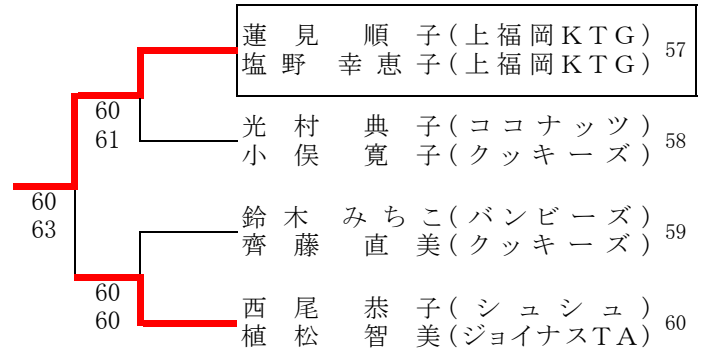 蓮見 順子(上福岡KTG) 57
塩野 幸恵子(上福岡KTG)
60
61
光村 典子(ココナッツ) 58
小俣 寛子(クッキーズ)
60
63
鈴木 みちこ(バンビーズ) 59
齊藤 直美(クッキーズ)
60
60
西尾 恭子(シュシュ) 60
植松 智美(ジョイナスTA)